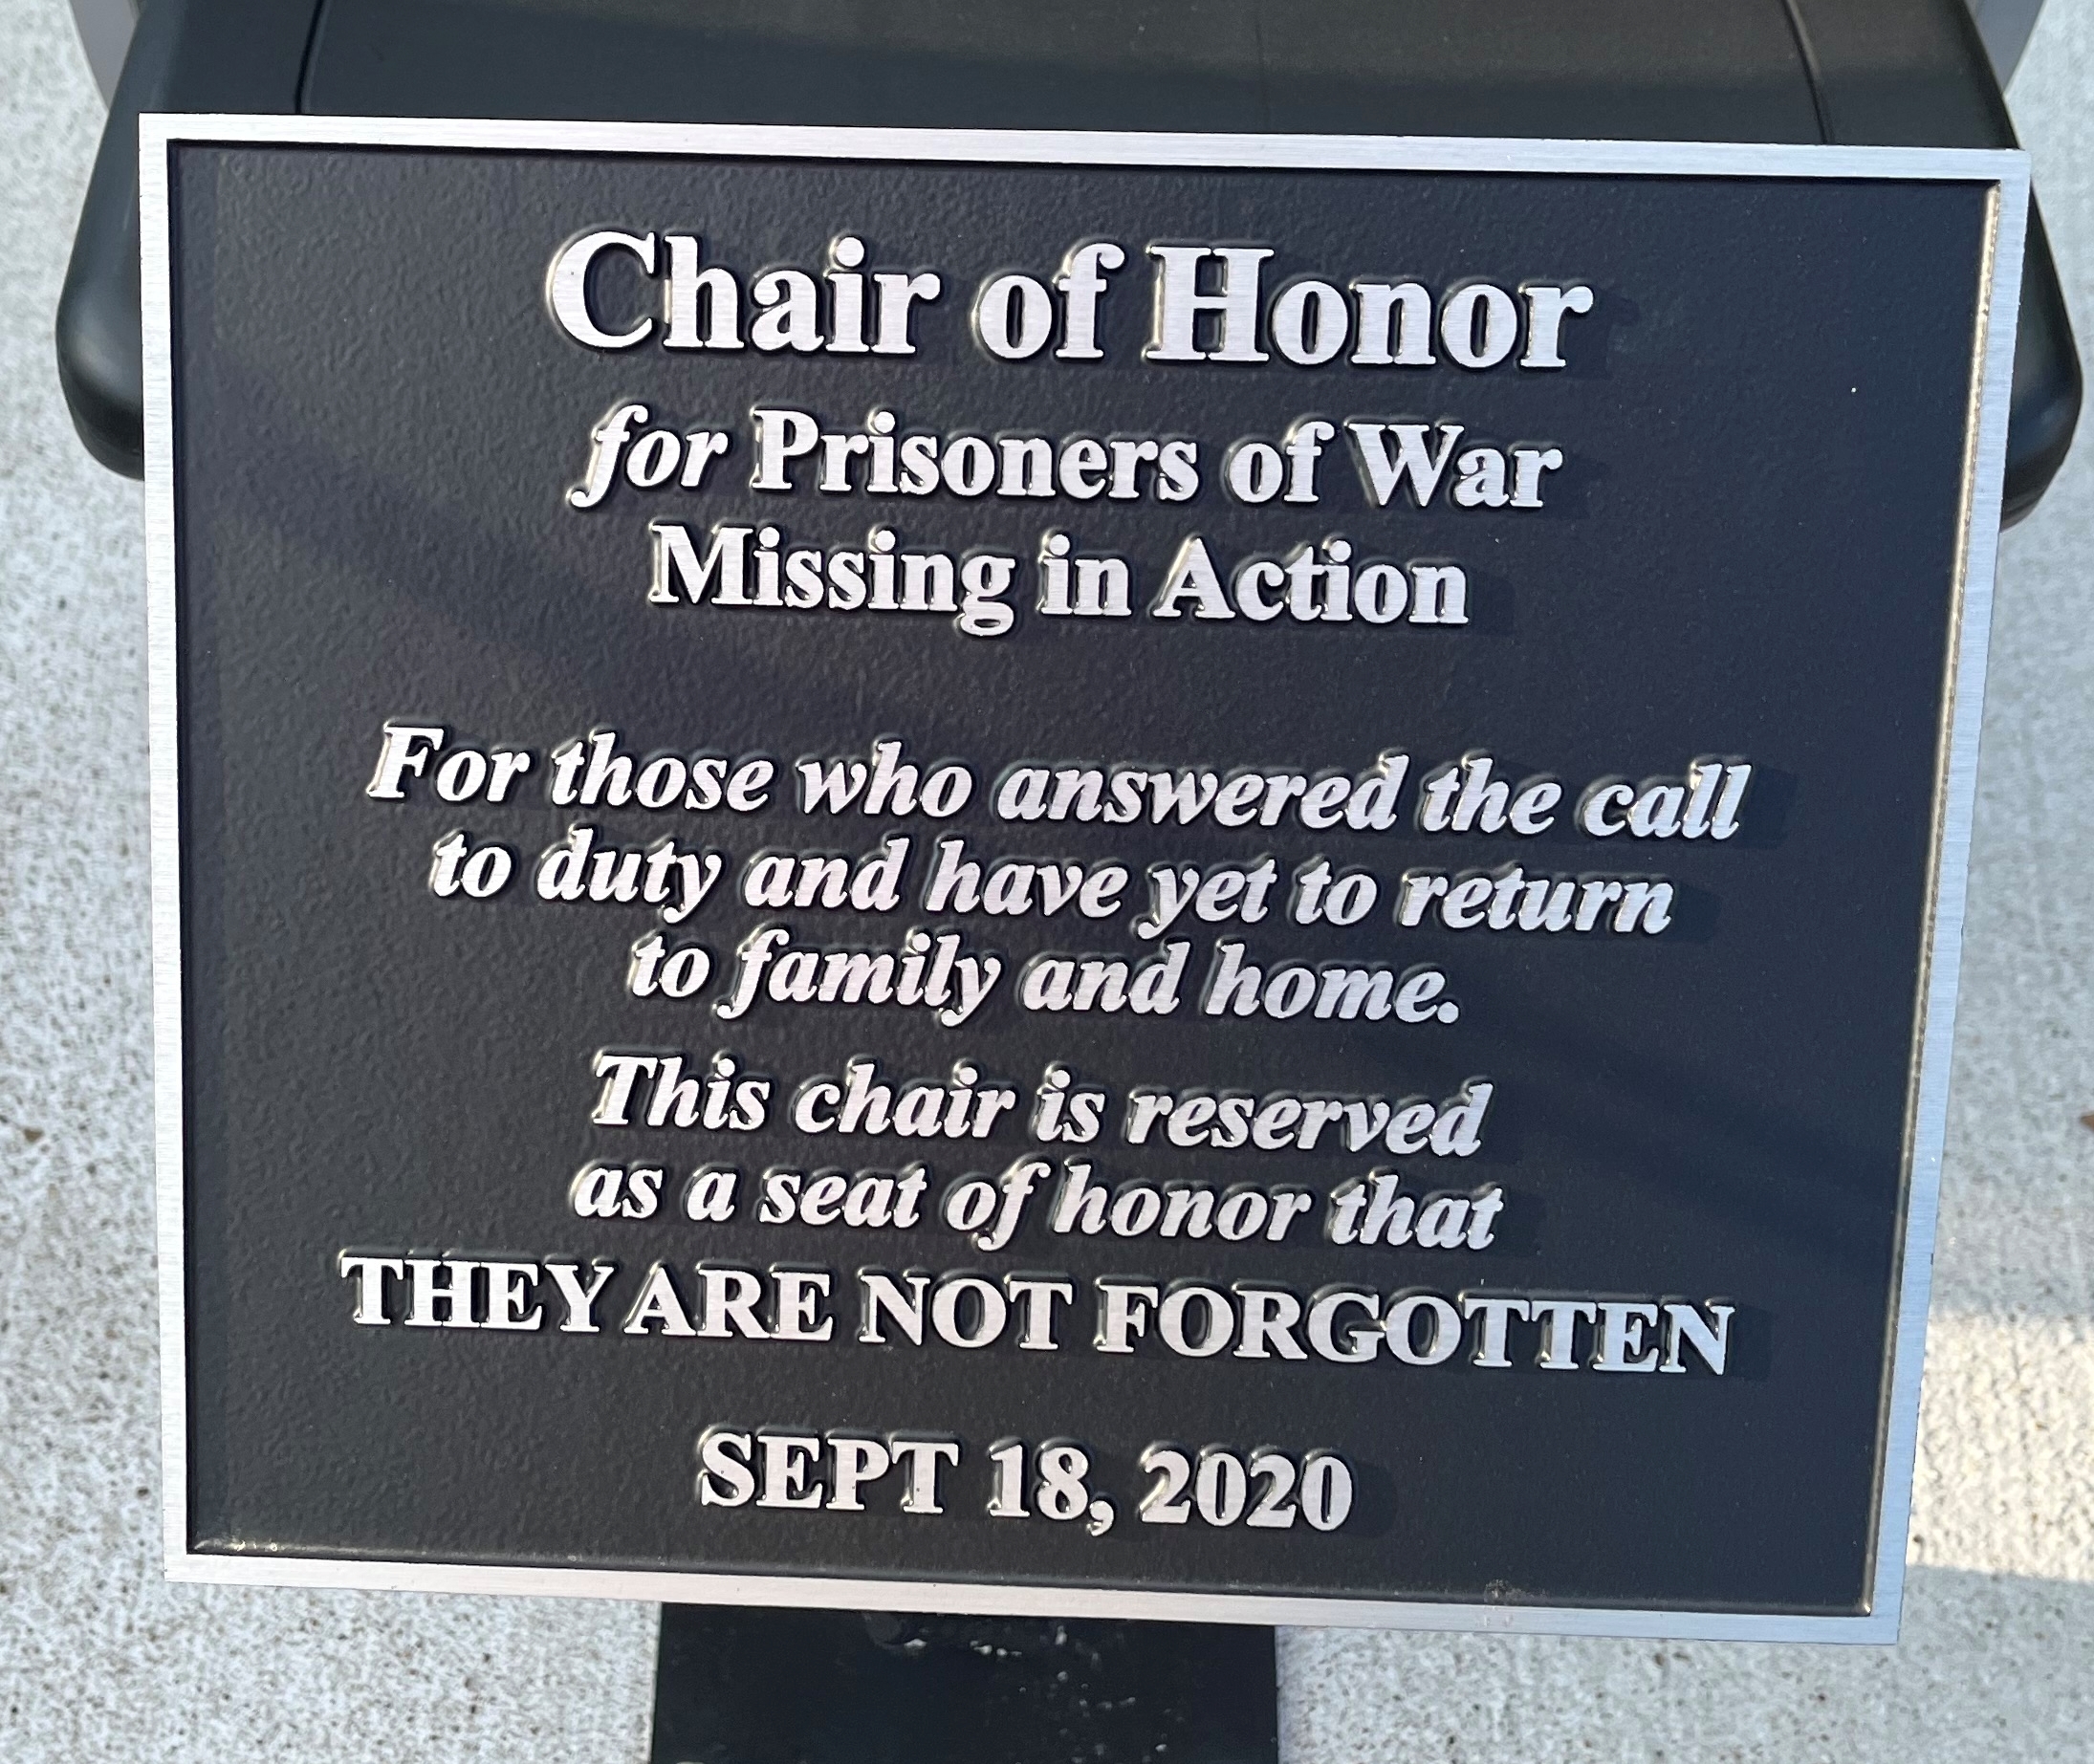 Chair of Honor
for Prisoners of War
Missing in Action
For those who answered the call
to duty and have yet to return
to family and home.
This chair is reserved
as a seat of honor that
THEY ARE NOT FORGOTTEN
SEPT 18, 2020